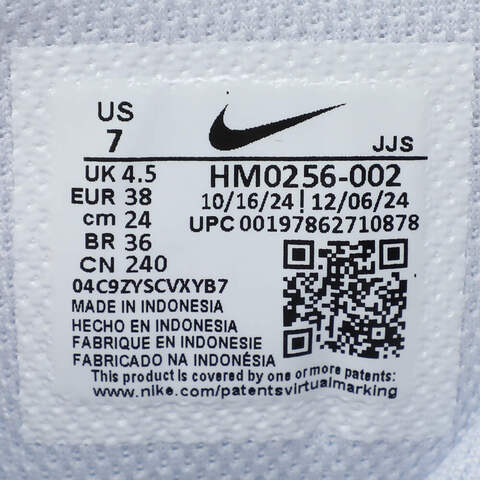 US
7
JJS
UK 4.5
EUR 38
cm 24
BR 36
CN 240
HM0256-002
10/16/24 | 12/06/24
UPC 00197862710878
04C9ZYSCVXYB7
MADE IN INDONESIA
HECHO EN INDONESIA
FABRIQUE EN INDONESIE
FABRICADO NA INDONÉSIA
This product is covered by one or more patents:
www.nike.com/patentsvirtualmarking